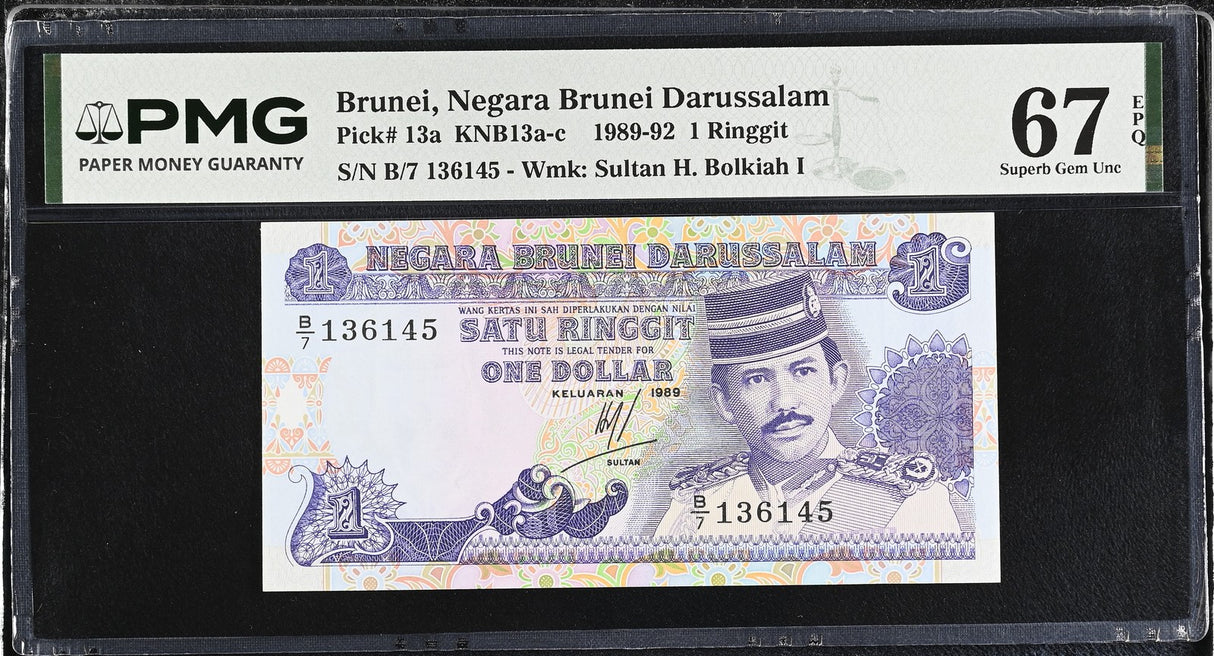 PMG
PAPER MONEY GUARANTY
Brunei, Negara Brunei Darussalam
Pick# 13a KNB13a-c 1989-92 1 Ringgit
S/N B/7 136145 - Wmk: Sultan H. Bolkiah I
67
EPQ
Superb Gem Unc
1
NEGARA BRUNEI DARUSSALAM
1
WANG KERTAS INI SAH DIPERLAKUKAN DENGAN NILAI
B/7 136145
SATU RINGGIT
THIS NOTE IS LEGAL TENDER FOR
ONE DOLLAR
KELUARAN 1989
SULTAN
1
B/7 136145